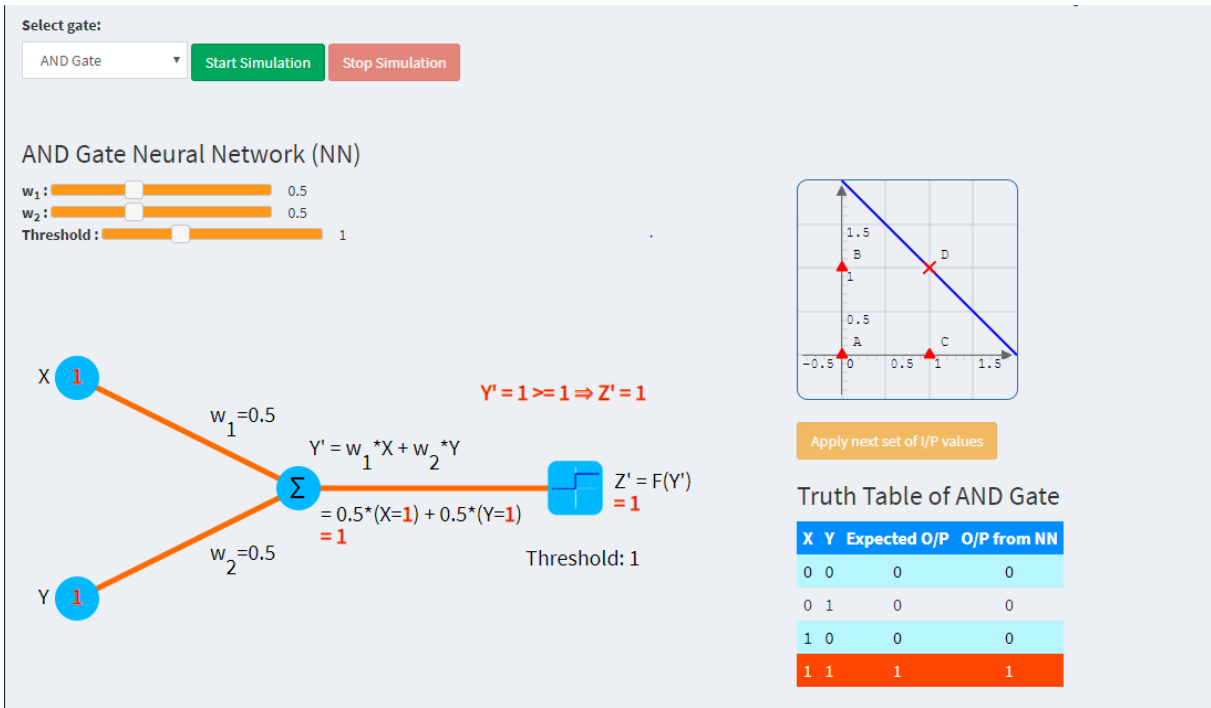 Select gate:
AND Gate
Start Simulation
Stop Simulation
AND Gate Neural Network (NN)
w1 : 0.5
w2 : 0.5
Threshold : 1
X 1
w1=0.5
Y' = 1 >= 1 ⇒ Z' = 1
Y' = w1*X + w2*Y
Σ
Z' = F(Y')
= 1
= 0.5*(X=1) + 0.5*(Y=1)
= 1
w2=0.5
Threshold: 1
Y 1
1.5
B
D
1
0.5
A
C
-0.5 0 0.5 1 1.5
Apply next set of I/P values
Truth Table of AND Gate
X Y Expected O/P O/P from NN
0 0 0 0
0 1 0 0
1 0 0 0
1 1 1 1